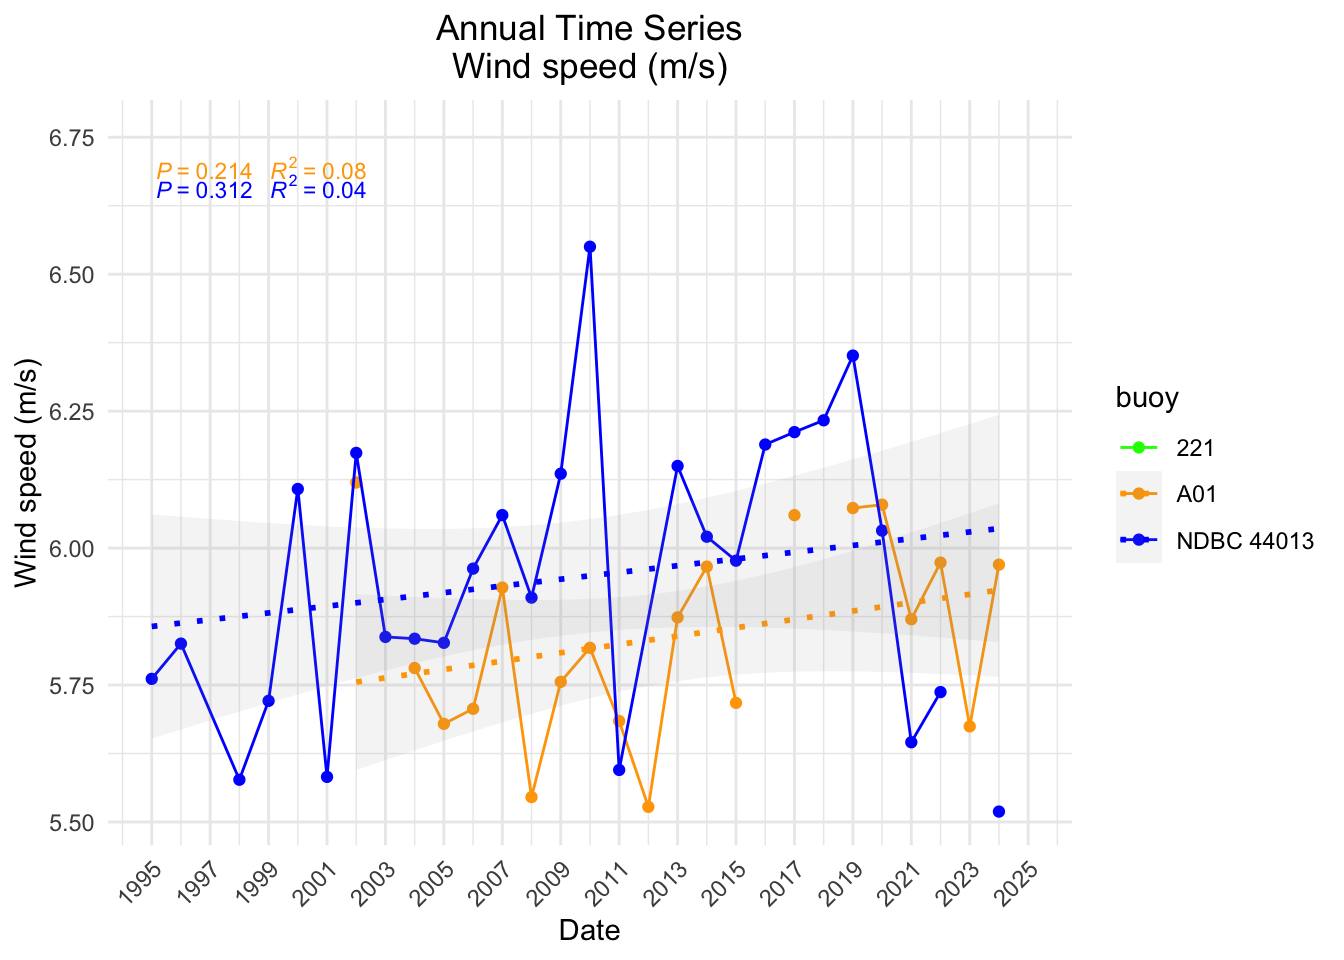 Annual Time Series
Wind speed (m/s)
6.75
6.50
6.25
6.00
5.75
5.50
Wind speed (m/s)
P = 0.214 R² = 0.08
P = 0.312 R² = 0.04
1995
1997
1999
2001
2003
2005
2007
2009
2011
2013
2015
2017
2019
2021
2023
2025
Date
buoy
221
A01
NDBC 44013